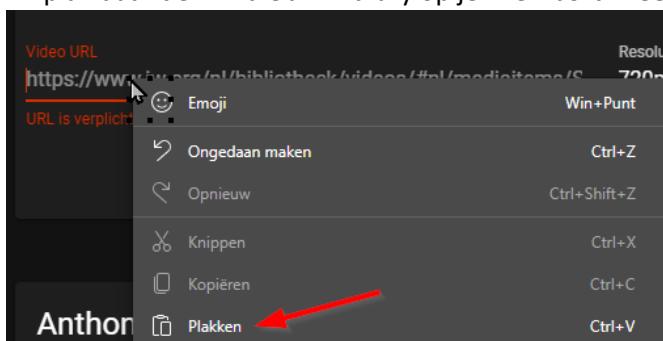 Video URL
Resolu
https://www.jw.org/nl/bibliotheek/videos/#nl/mediaitems/S
720p
URL is verplich
Emoji Win+Punt
Ongedaan maken Ctrl+Z
Opnieuw Ctrl+Shift+Z
Knippen Ctrl+X
Kopiëren Ctrl+C
Anthon
Plakken Ctrl+V